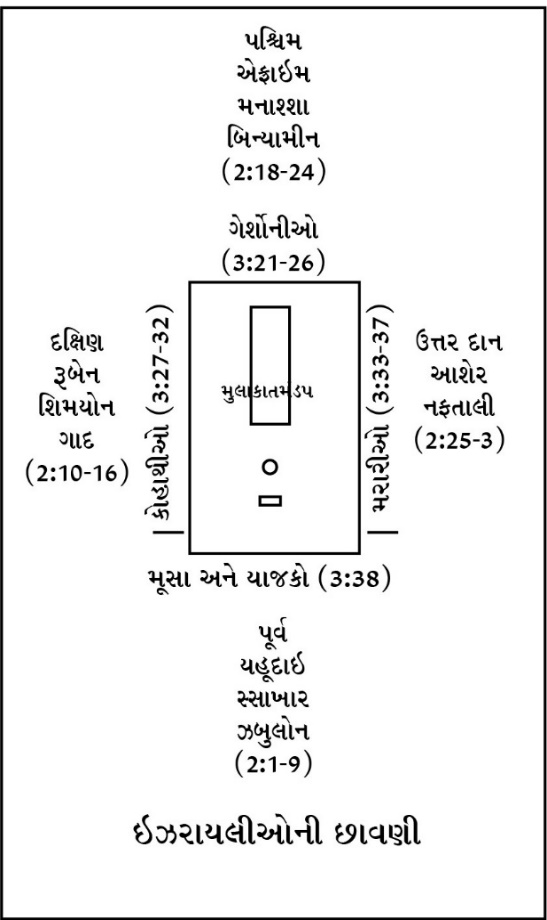 પશ્ચિમ
એફ્રાઇમ
મનાશ્શા
બિન્યામીન
(2:18-24)
ગેર્શોનીઓ
(3:21-26)
દક્ષિણ
રૂબેન
શિમયોન
ગાદ
(2:10-16)
કોહાથીઓ (3:27-32)
મુલાકાતમંડપ
મરારીઓ (3:33-37)
ઉત્તર દાન
આશેર
નફતાલી
(2:25-3)
મૂસા અને યાજકો (3:38)
પૂર્વ
યહૂદાઇ
સ્સાખાર
ઝબુલોન
(2:1-9)
ઇઝરાયલીઓની છાવણી